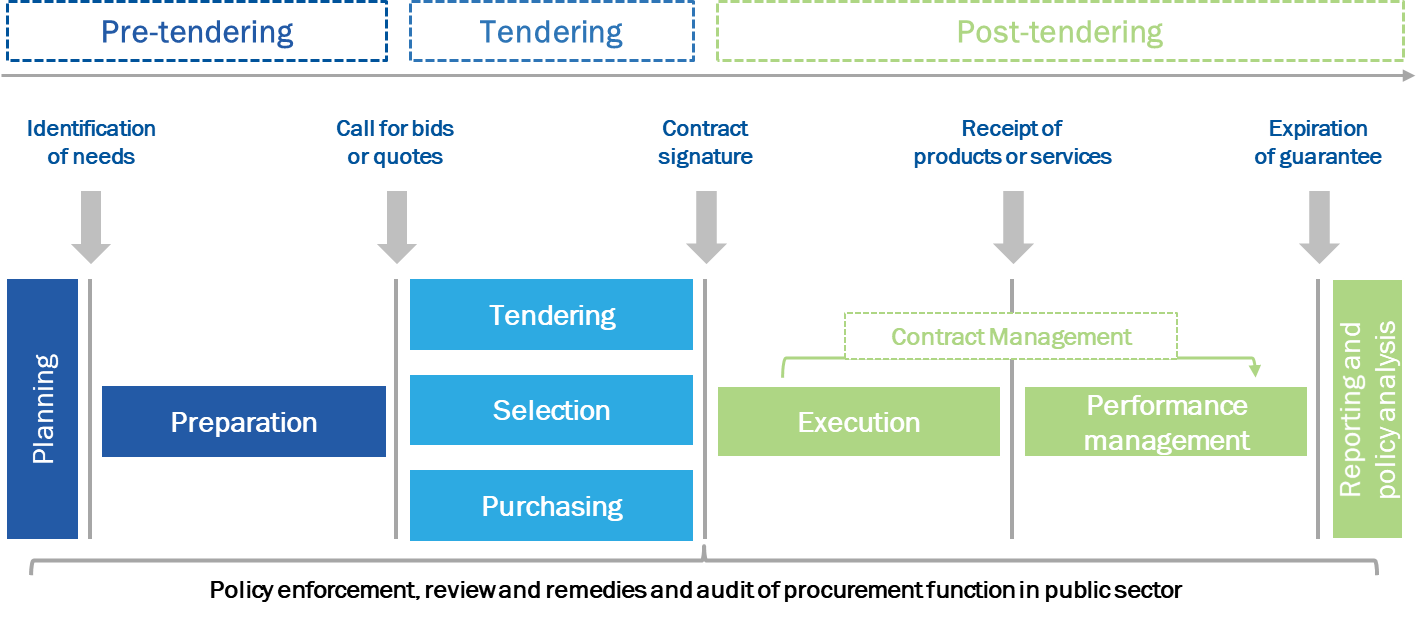 Pre-tendering
Tendering
Post-tendering
Identification
of needs
Call for bids
or quotes
Contract
signature
Receipt of
products or services
Expiration
of guarantee
Planning
Preparation
Tendering
Selection
Purchasing
Contract Management
Execution
Performance
management
Reporting and
policy analysis
Policy enforcement, review and remedies and audit of procurement function in public sector